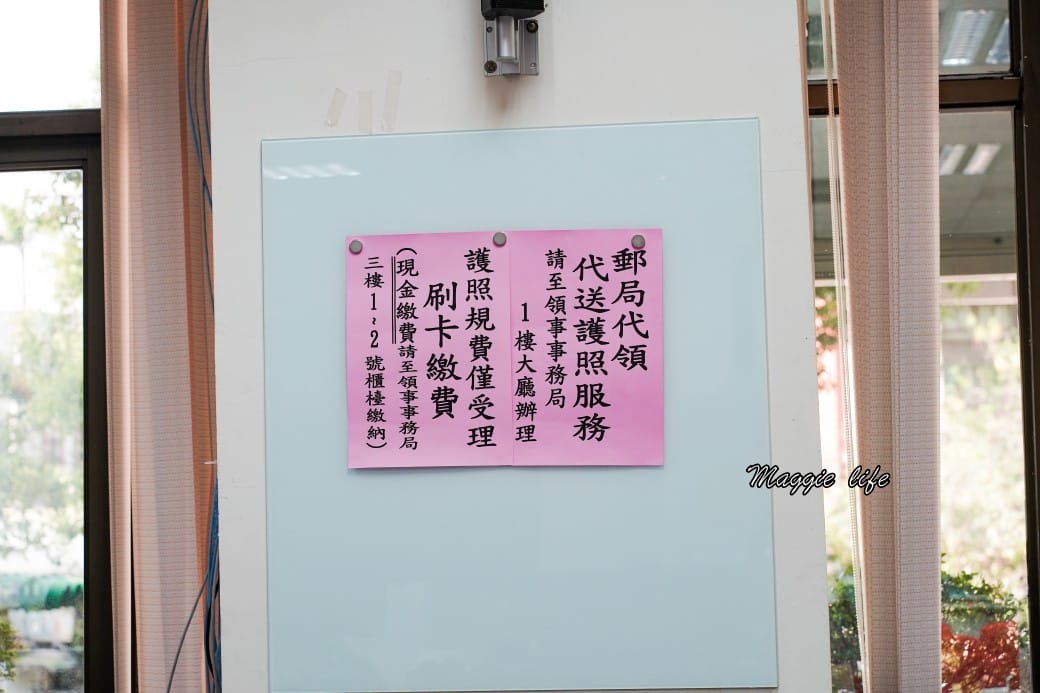 郵局代領
代送護照服務
請至領事事務局
1樓大廳辦理
護照規費僅受理
刷卡繳費
(現金繳費請至領事事務局
三樓1~2號櫃檯繳納)
Maggie life